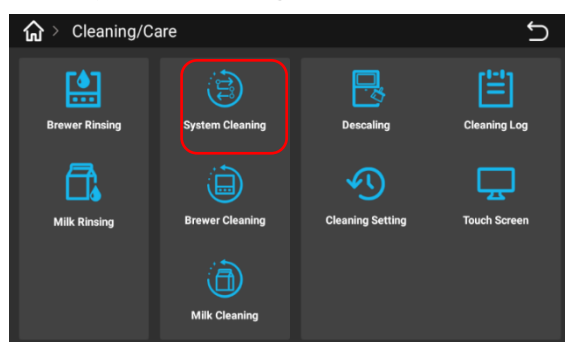 > Cleaning/Care
Brewer Rinsing
System Cleaning
Descaling
Cleaning Log
Milk Rinsing
Brewer Cleaning
Cleaning Setting
Touch Screen
Milk Cleaning